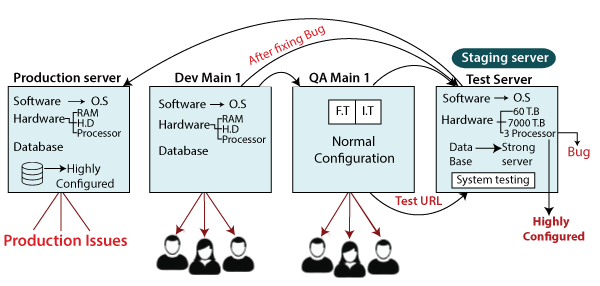 After fixing Bug
Staging server
Production server
Dev Main 1
QA Main 1
Test Server
Software → O.S
Hardware
RAM
H.D
Processor
Database
Highly
Configured
Production Issues
Software → O.S
Hardware
RAM
H.D
Processor
Database
F.T
I.T
Normal
Configuration
Test URL
Software → O.S
Hardware
60 T.B
7000 T.B
3 Processor
Data → Strong
Base server
System testing
Bug
Highly
Configured